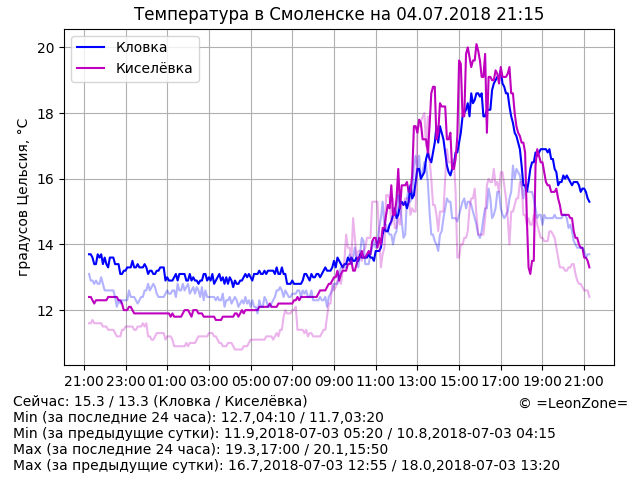 Температура в Смоленске на 04.07.2018 21:15
Кловка
Киселёвка
градусов Цельсия, °C
20
18
16
14
12
21:00 23:00 01:00 03:00 05:00 07:00 09:00 11:00 13:00 15:00 17:00 19:00 21:00
Сейчас: 15.3 / 13.3 (Кловка / Киселёвка)
© =LeonZone=
Min (за последние 24 часа): 12.7,04:10 / 11.7,03:20
Min (за предыдущие сутки): 11.9,2018-07-03 05:20 / 10.8,2018-07-03 04:15
Max (за последние 24 часа): 19.3,17:00 / 20.1,15:50
Max (за предыдущие сутки): 16.7,2018-07-03 12:55 / 18.0,2018-07-03 13:20